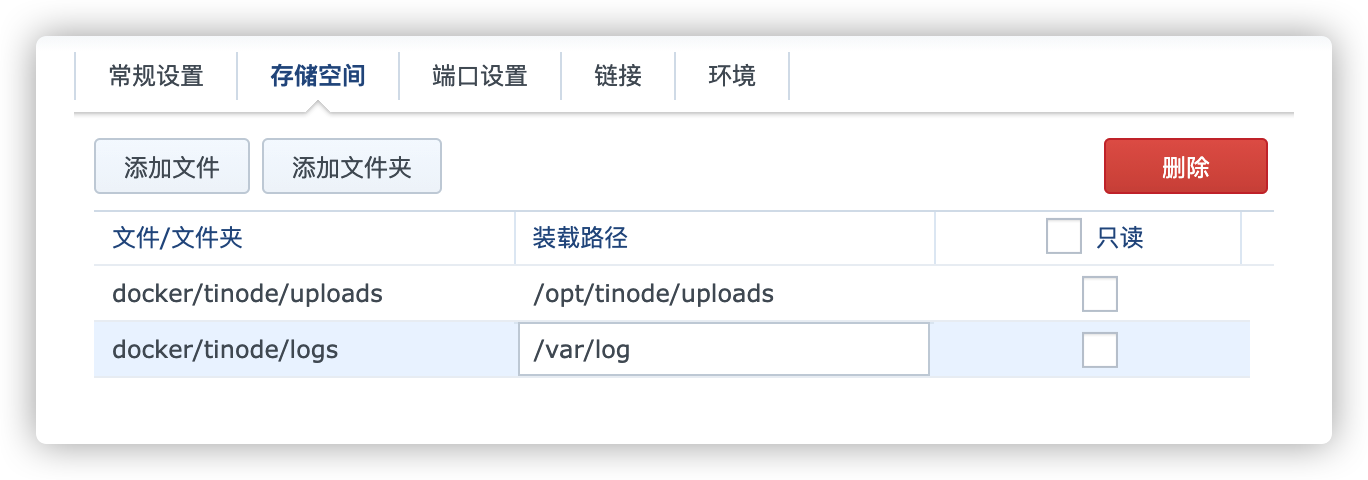 常规设置 存储空间 端口设置 链接 环境
添加文件 添加文件夹 删除
文件/文件夹 装载路径 只读
docker/tinode/uploads /opt/tinode/uploads
docker/tinode/logs /var/log